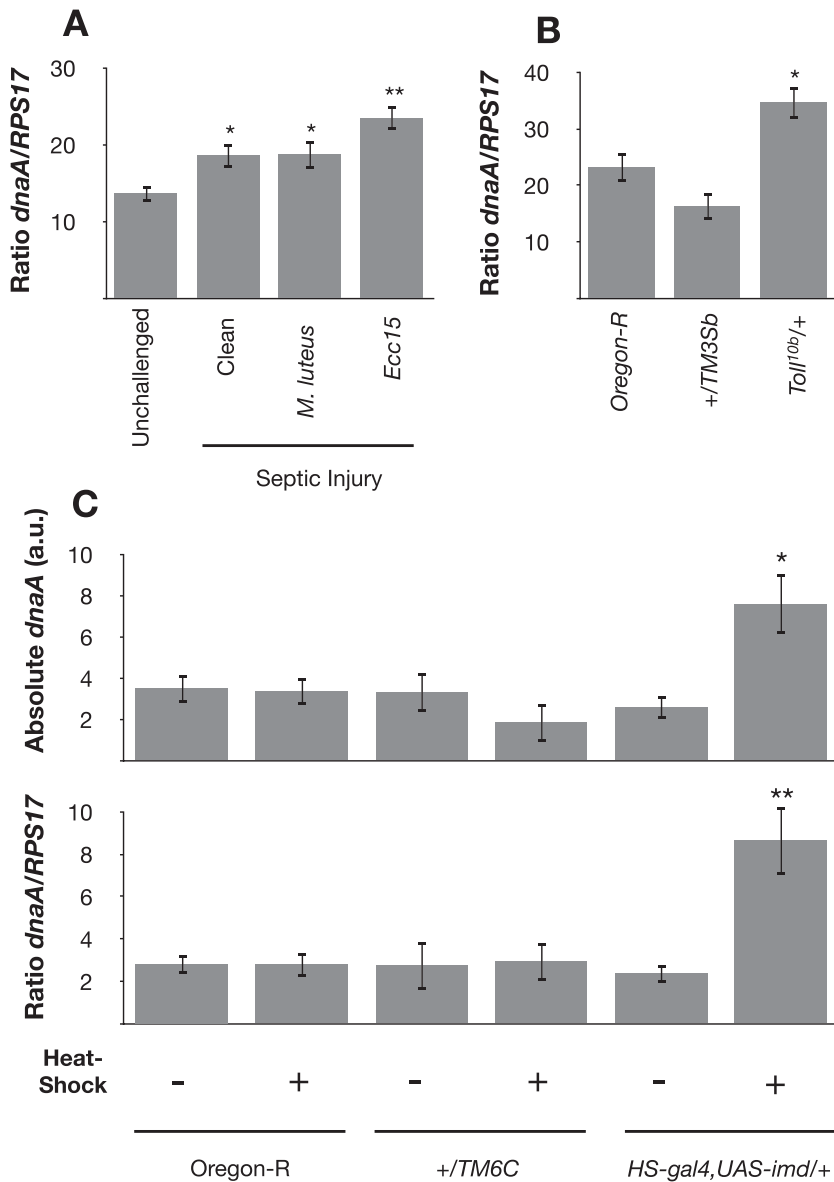 A
Ratio dnaA/RPS17
30
20
10
*
*
**
Unchallenged
Clean
M. luteus
Ecc15
Septic Injury
B
Ratio dnaA/RPS17
40
30
20
10
*
Oregon-R
+/TM3Sb
Toll10b/+
C
Absolute dnaA (a.u.)
10
8
6
4
2
*
Ratio dnaA/RPS17
10
8
6
4
2
**
Heat-
Shock
- + - + - +
Oregon-R
+/TM6C
HS-gal4,UAS-imd/+